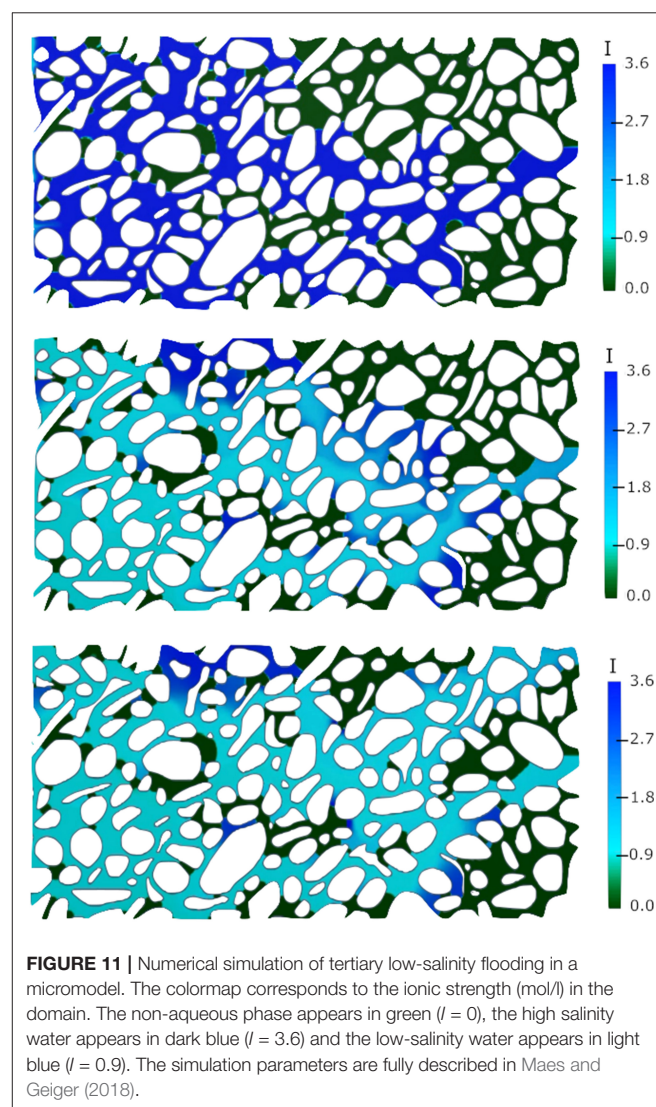 I
3.6
2.7
1.8
0.9
0.0
I
3.6
2.7
1.8
0.9
0.0
I
3.6
2.7
1.8
0.9
0.0
FIGURE 11 | Numerical simulation of tertiary low-salinity flooding in a
micromodel. The colormap corresponds to the ionic strength (mol/l) in the
domain. The non-aqueous phase appears in green (I = 0), the high salinity
water appears in dark blue (I = 3.6) and the low-salinity water appears in light
blue (I = 0.9). The simulation parameters are fully described in Maes and
Geiger (2018).